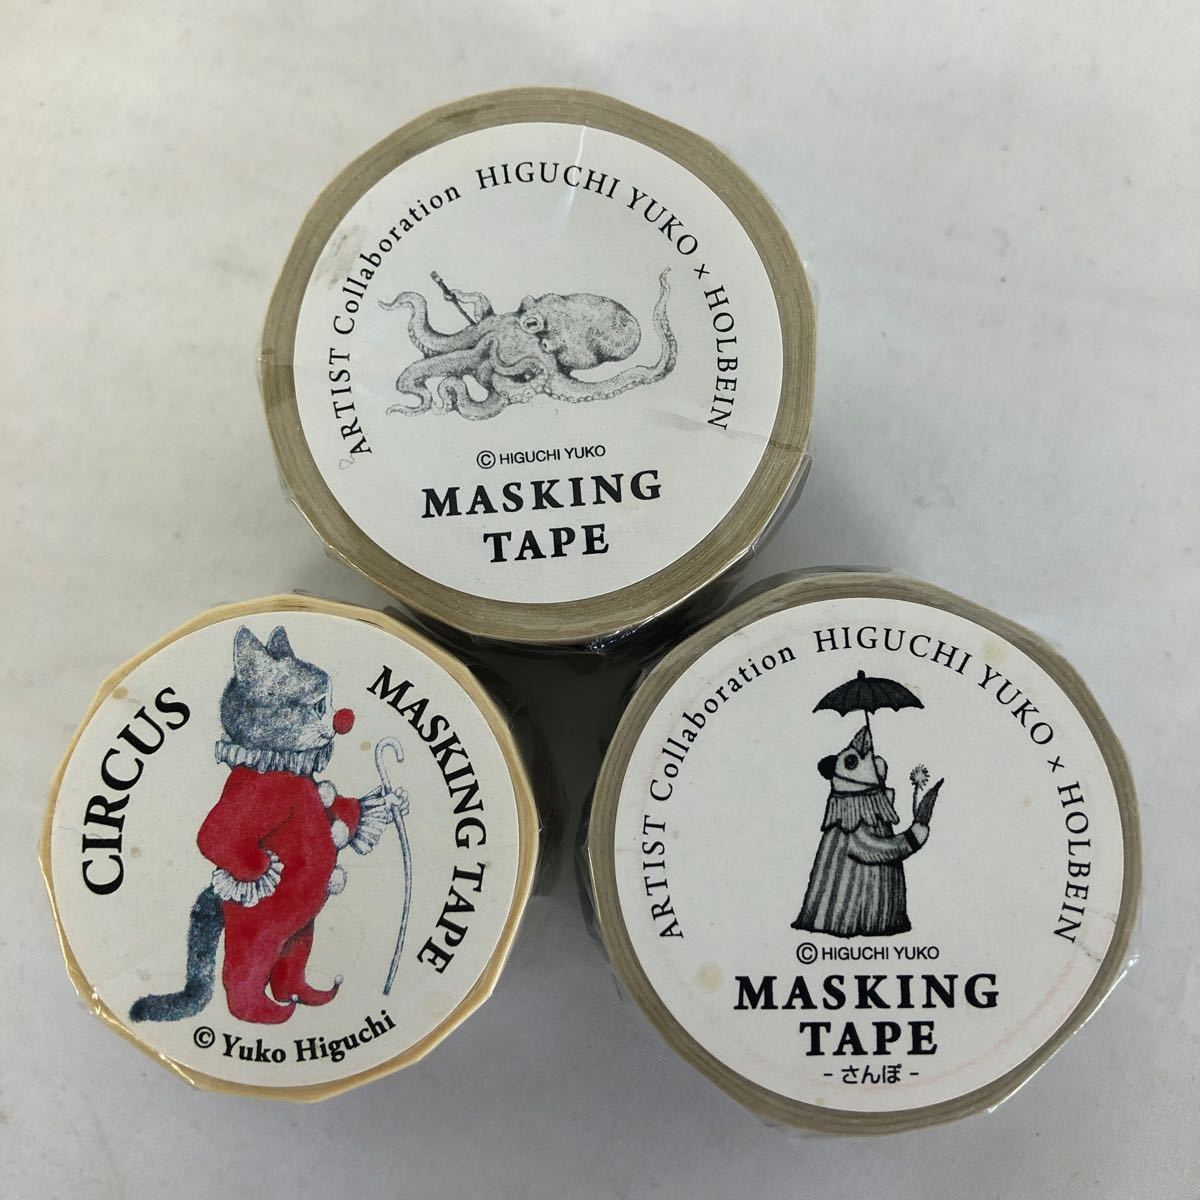 ARTIST Collaboration HIGUCHI YUKO × HOLBEIN
© HIGUCHI YUKO
MASKING
TAPE
CIRCUS
MASKING TAPE
© Yuko Higuchi
ARTIST Collaboration HIGUCHI YUKO × HOLBEIN
© HIGUCHI YUKO
MASKING
TAPE
- さんぽ -